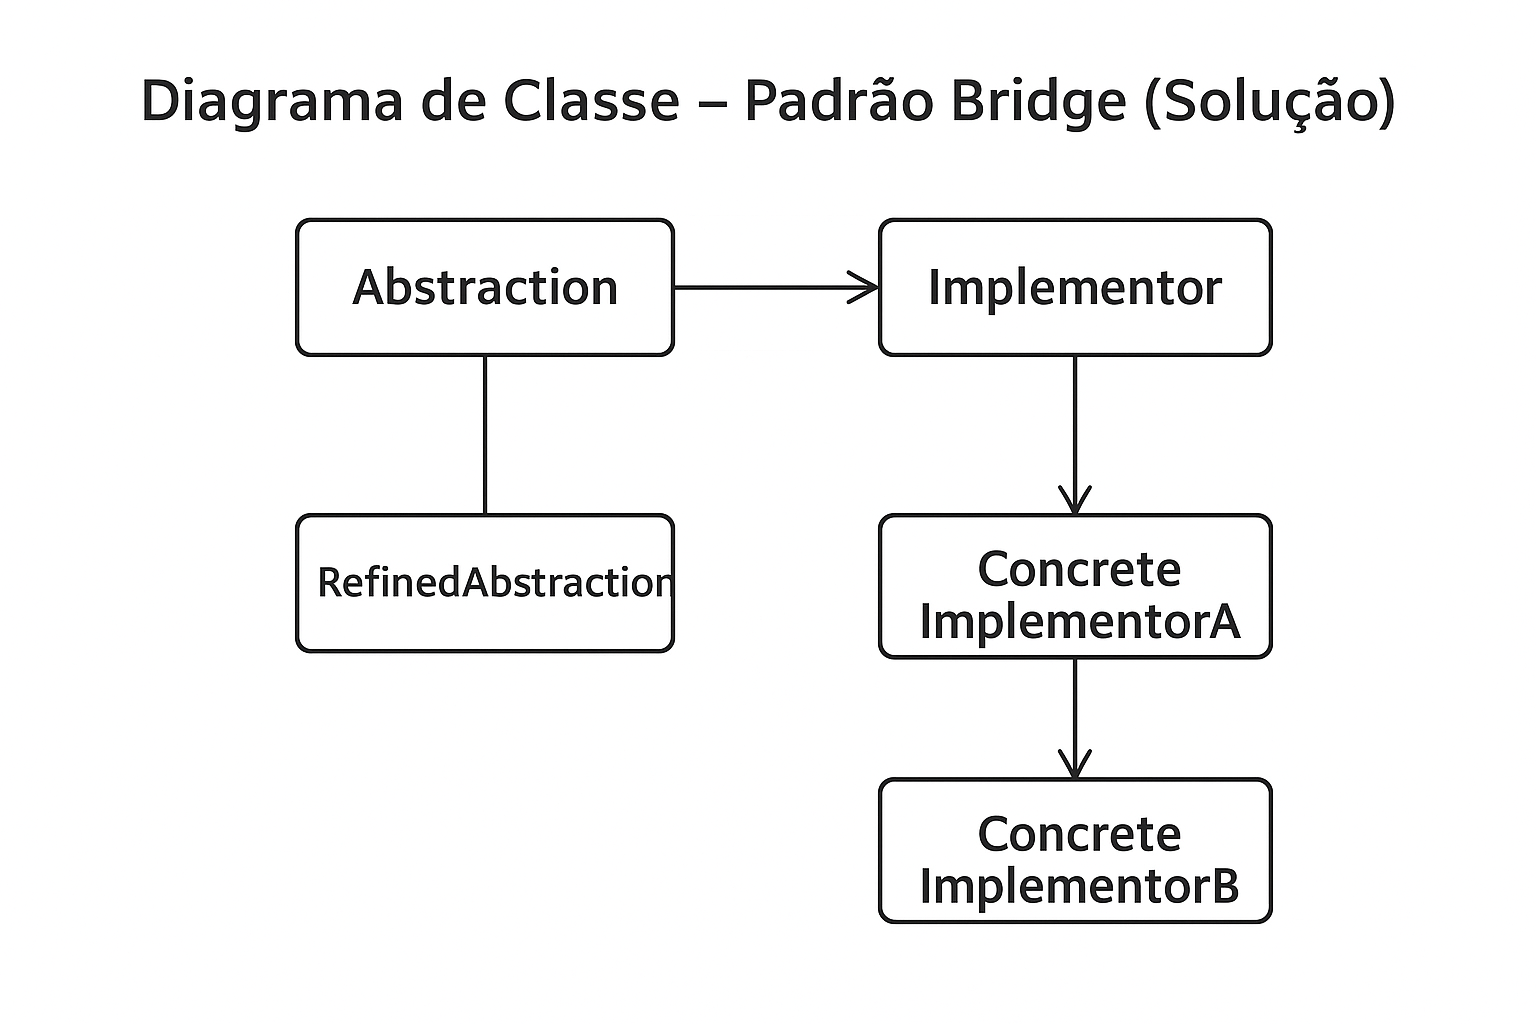 Diagrama de Classe – Padrão Bridge (Solução)
Abstraction
Implementor
RefinedAbstraction
Concrete
ImplementorA
Concrete
ImplementorB